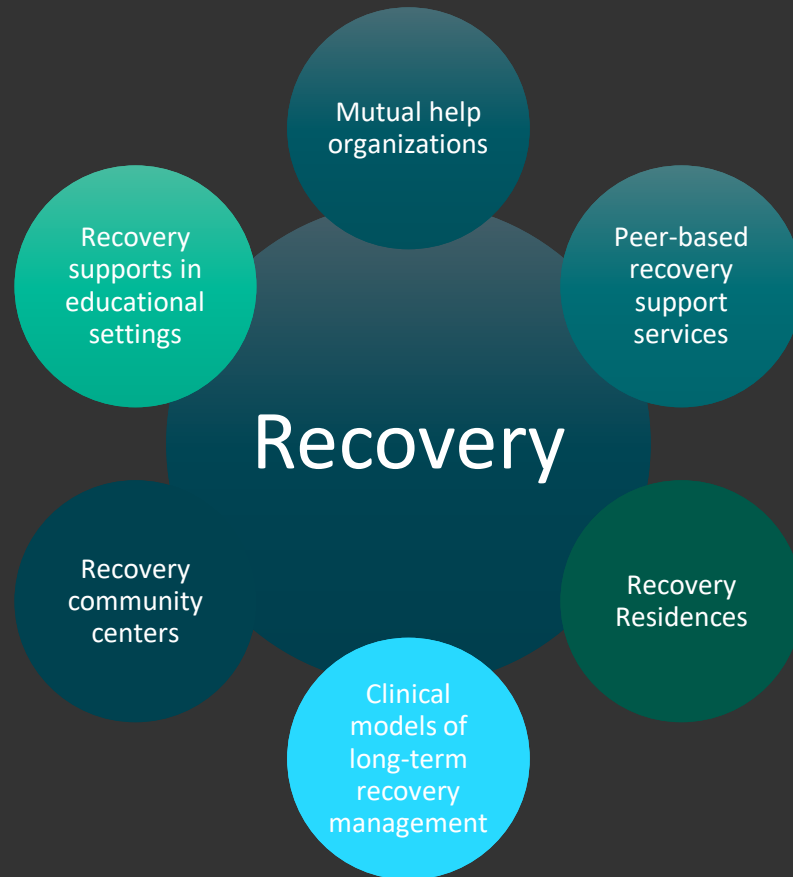 Mutual help
organizations
Peer-based
recovery
support
services
Recovery
Residences
Clinical
models of
long-term
recovery
management
Recovery
community
centers
Recovery
supports in
educational
settings
Recovery